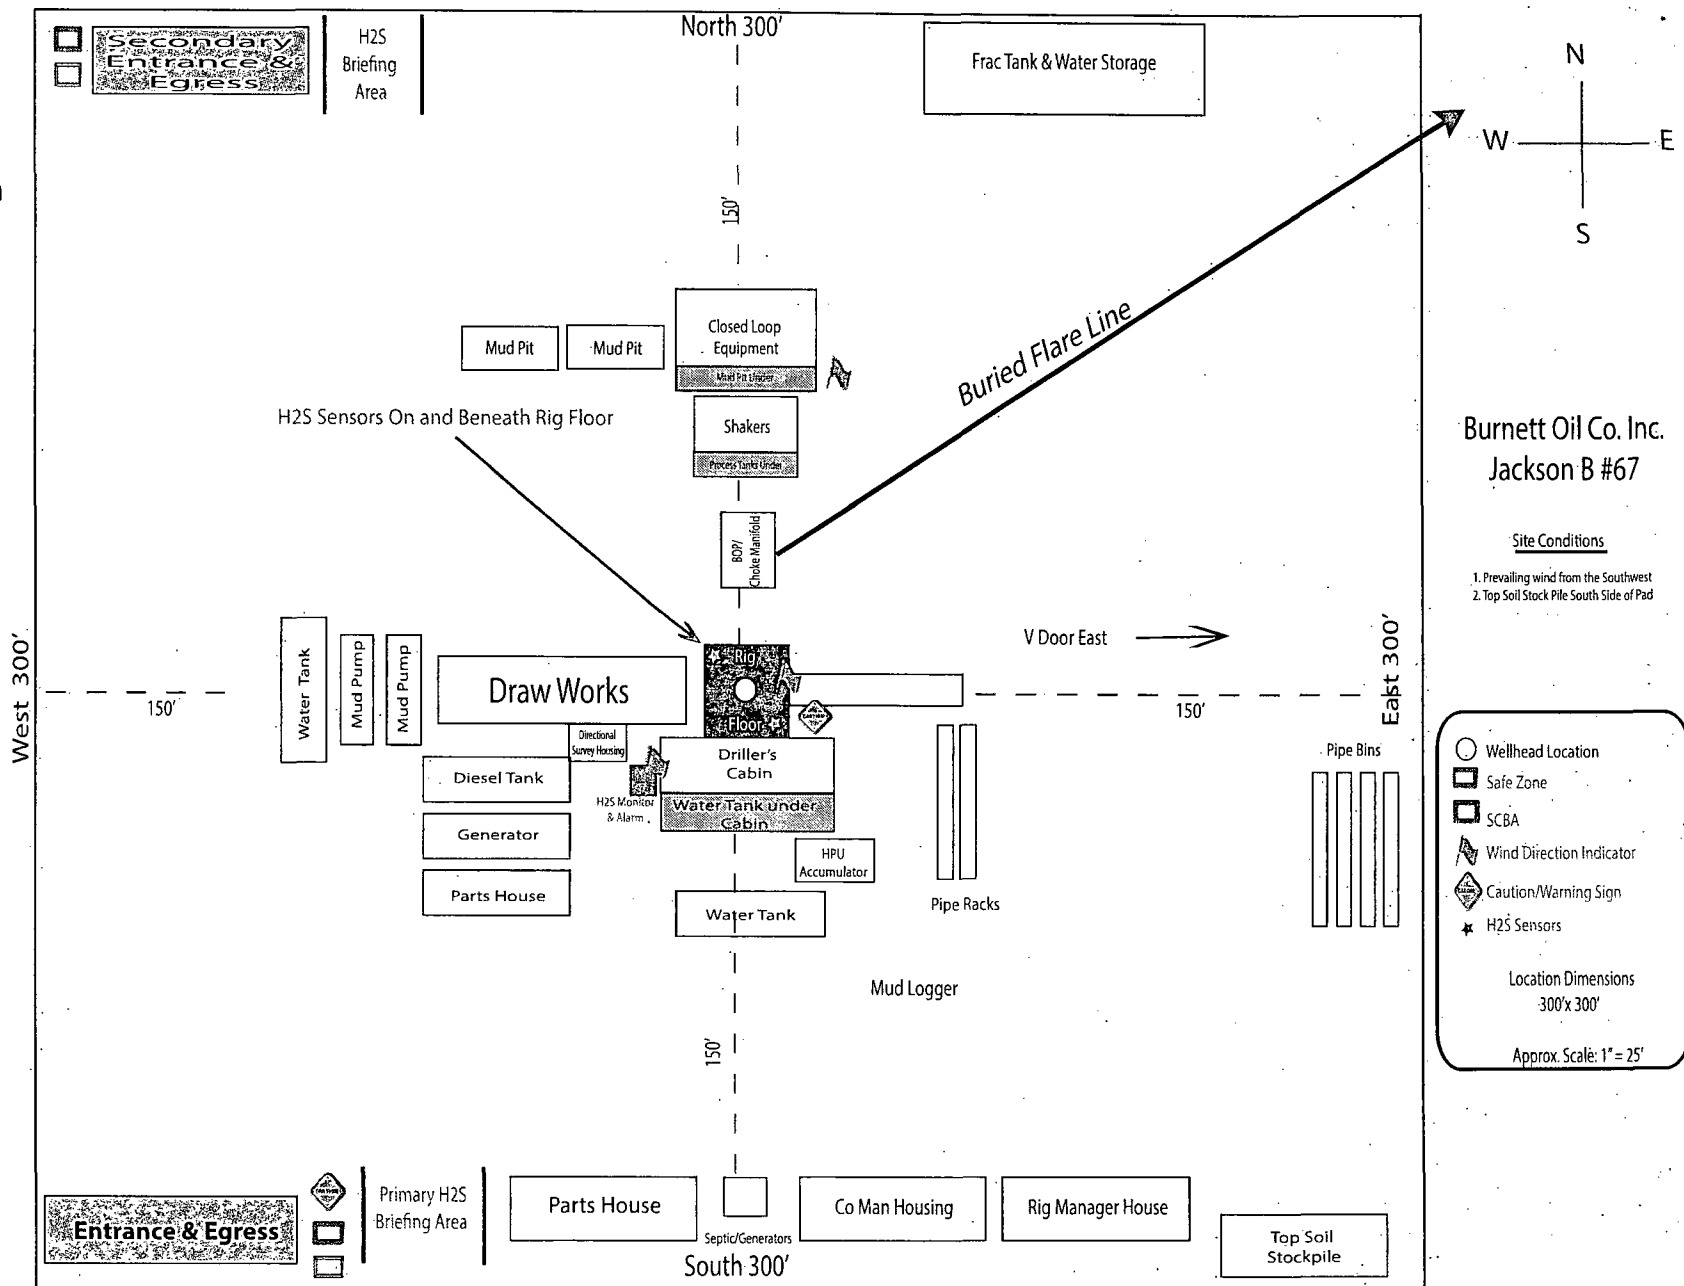 North 300'
Secondary
Entrance &
Egress
H2S
Briefing
Area
Frac Tank & Water Storage
N
W
E
S
150'
Mud Pit
Mud Pit
Closed Loop
Equipment
Mud Pit Under
Buried Flare Line
H2S Sensors On and Beneath Rig Floor
Shakers
Process Tanks Under
BOP/
Choke Manifold
Burnett Oil Co. Inc.
Jackson B #67
Site Conditions
1. Prevailing wind from the Southwest
2. Top Soil Stock Pile South Side of Pad
West 300'
150'
Water Tank
Mud Pump
Mud Pump
Draw Works
Rig
Floor
V Door East
150'
East 300'
Directional
Survey Housing
Diesel Tank
H2S Monitor
& Alarm
Driller's
Cabin
Water Tank under
Cabin
Generator
HPU
Accumulator
Parts House
Water Tank
Pipe Racks
Pipe Bins
Wellhead Location
Safe Zone
SCBA
Wind Direction Indicator
Caution/Warning Sign
H2S Sensors
Location Dimensions
300'x 300'
Approx. Scale: 1" = 25'
Mud Logger
150'
Entrance & Egress
Primary H2S
Briefing Area
Parts House
Septic/Generators
Co Man Housing
Rig Manager House
Top Soil
Stockpile
South 300'